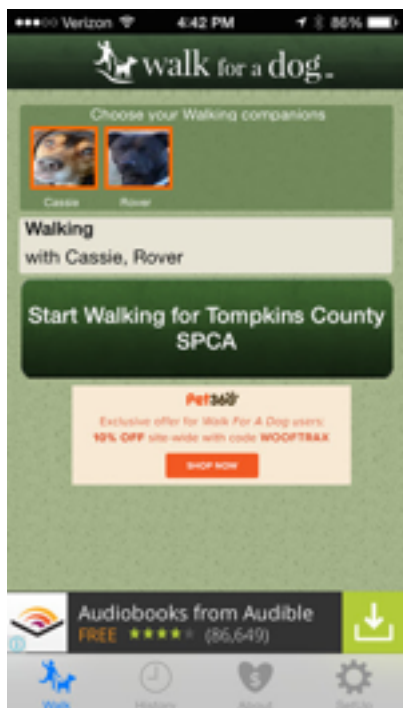 Verizon 4:42 PM 86%
walk for a dog
Choose your Walking companions
Cassie Rover
Walking
with Cassie, Rover
Start Walking for Tompkins County
SPCA
Pet360
Exclusive offer for Walk For A Dog users:
10% OFF site-wide with code WOOFTRAX
SHOP NOW
Audiobooks from Audible
FREE (86,649)
Walk History About Settings